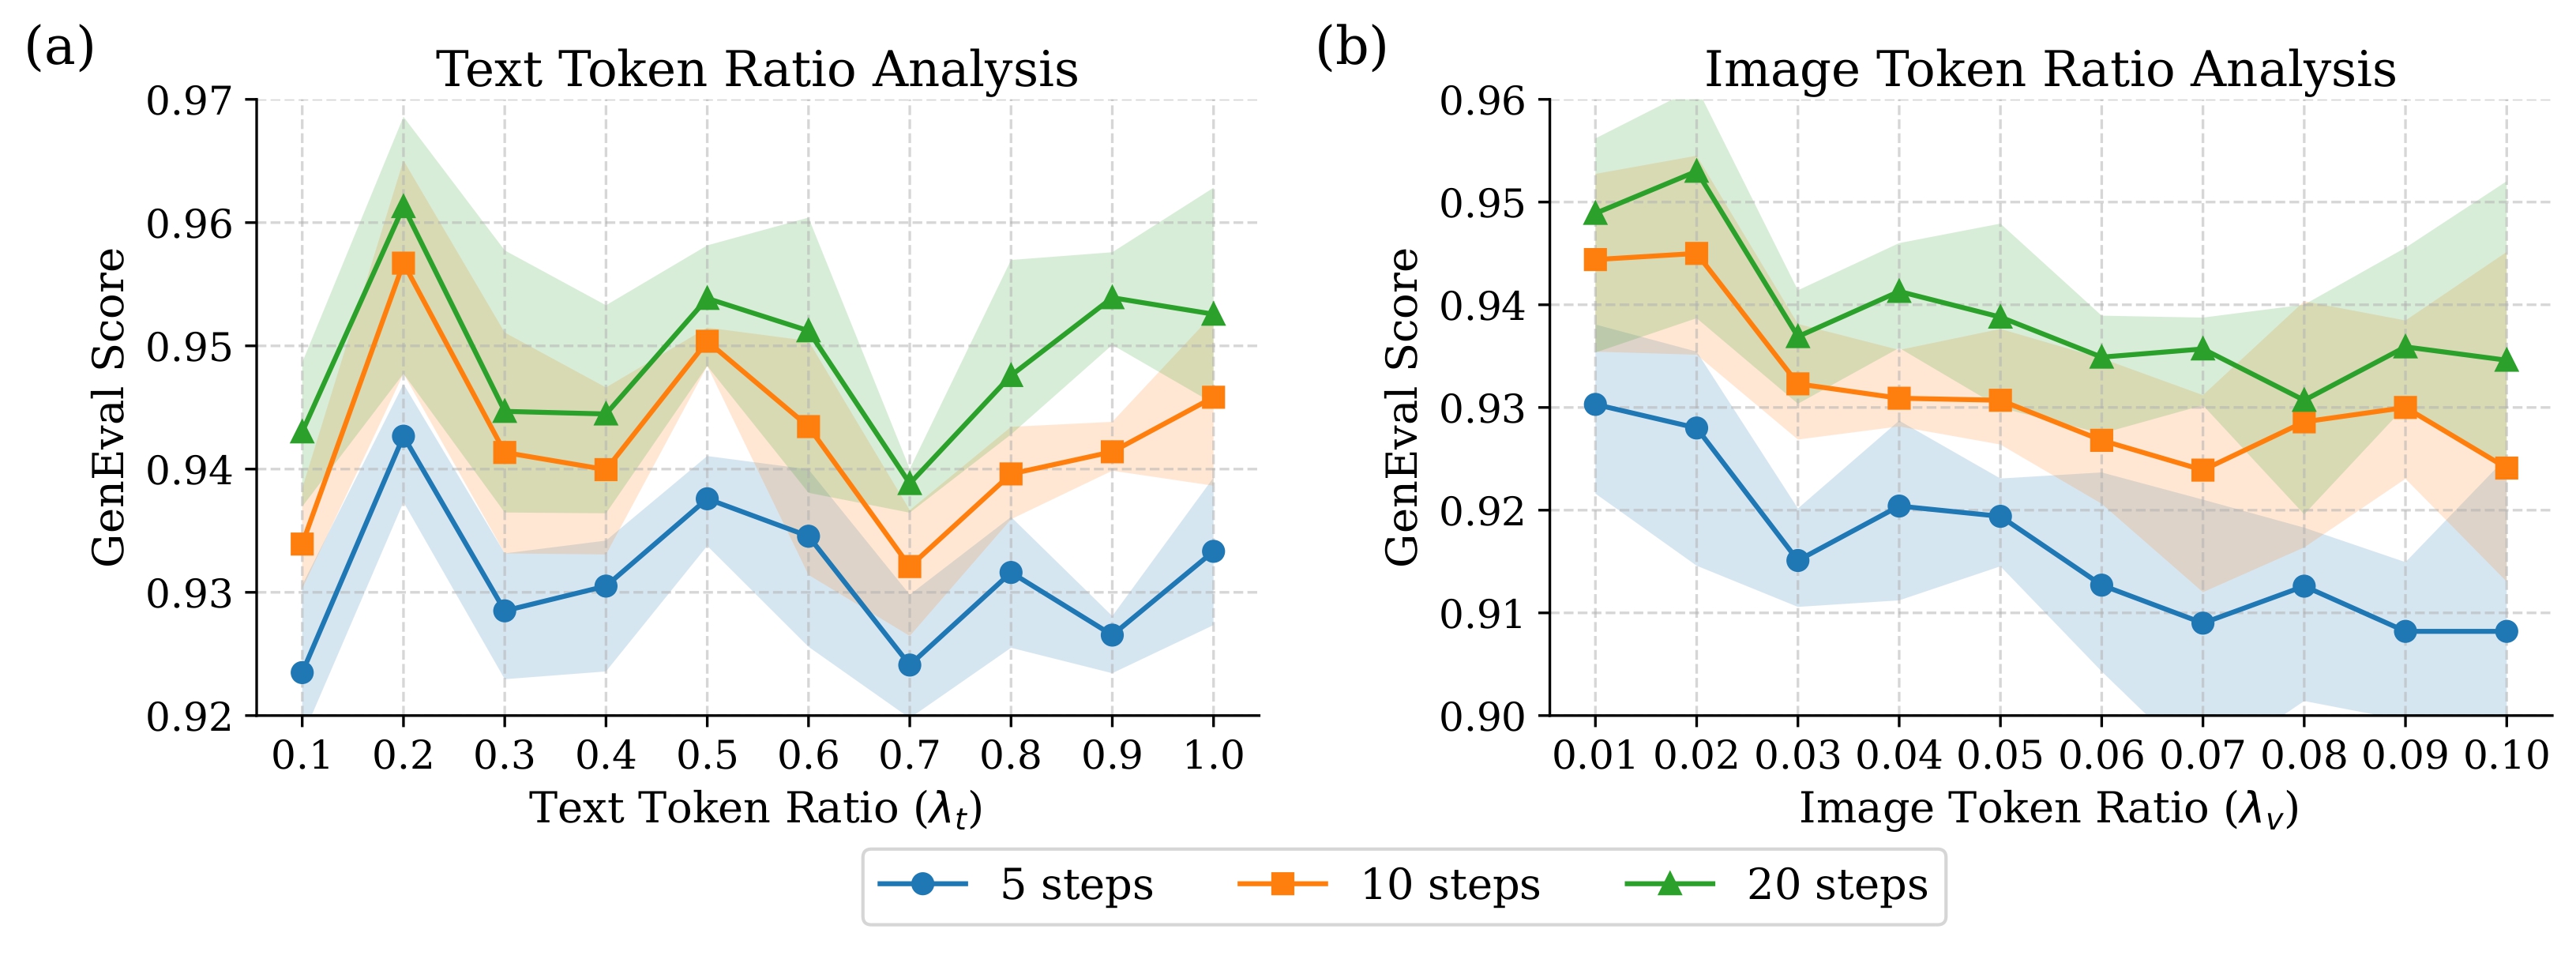 (a)
Text Token Ratio Analysis
0.97
0.96
0.95
0.94
0.93
0.92
GenEval Score
0.1 0.2 0.3 0.4 0.5 0.6 0.7 0.8 0.9 1.0
Text Token Ratio (λt)
(b)
Image Token Ratio Analysis
0.96
0.95
0.94
0.93
0.92
0.91
0.90
GenEval Score
0.01 0.02 0.03 0.04 0.05 0.06 0.07 0.08 0.09 0.10
Image Token Ratio (λv)
5 steps 10 steps 20 steps